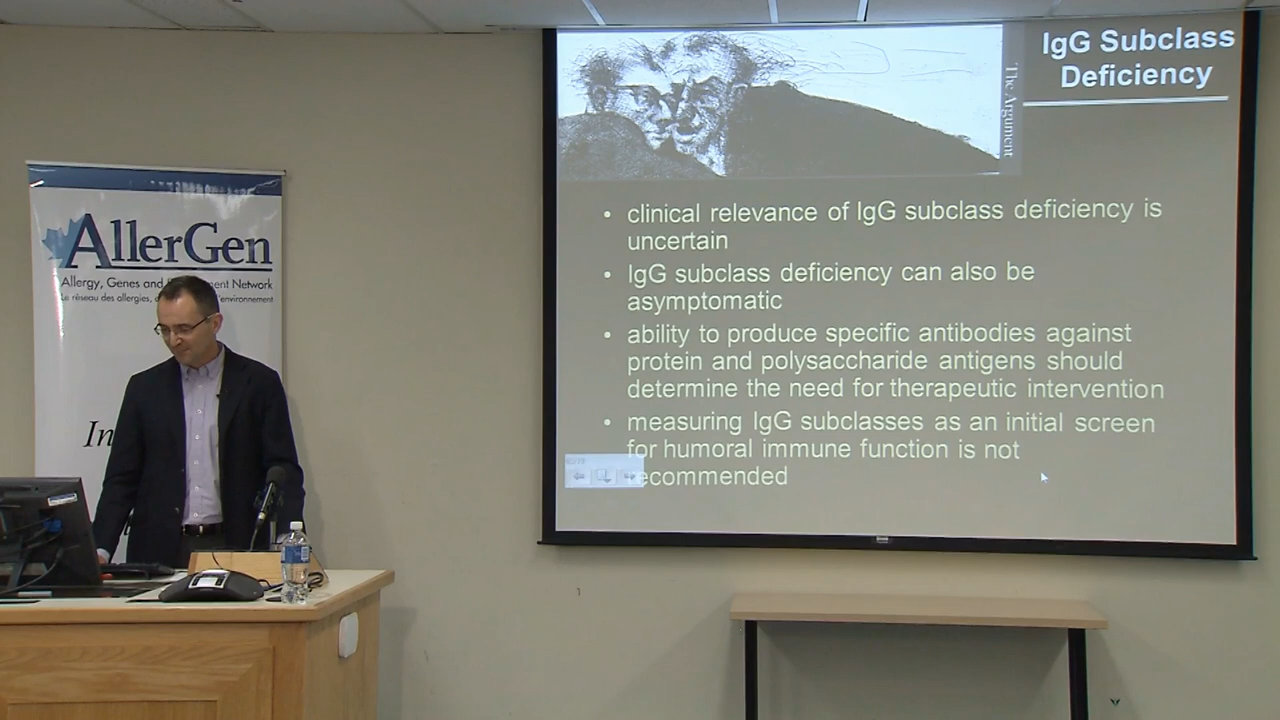 AllerGen
Allergy, Genes and Network
Le réseau des allergies, l'environnement
In
The Argument
IgG Subclass
Deficiency
• clinical relevance of IgG subclass deficiency is
uncertain
• IgG subclass deficiency can also be
asymptomatic
• ability to produce specific antibodies against
protein and polysaccharide antigens should
determine the need for therapeutic intervention
• measuring IgG subclasses as an initial screen
for humoral immune function is not
recommended